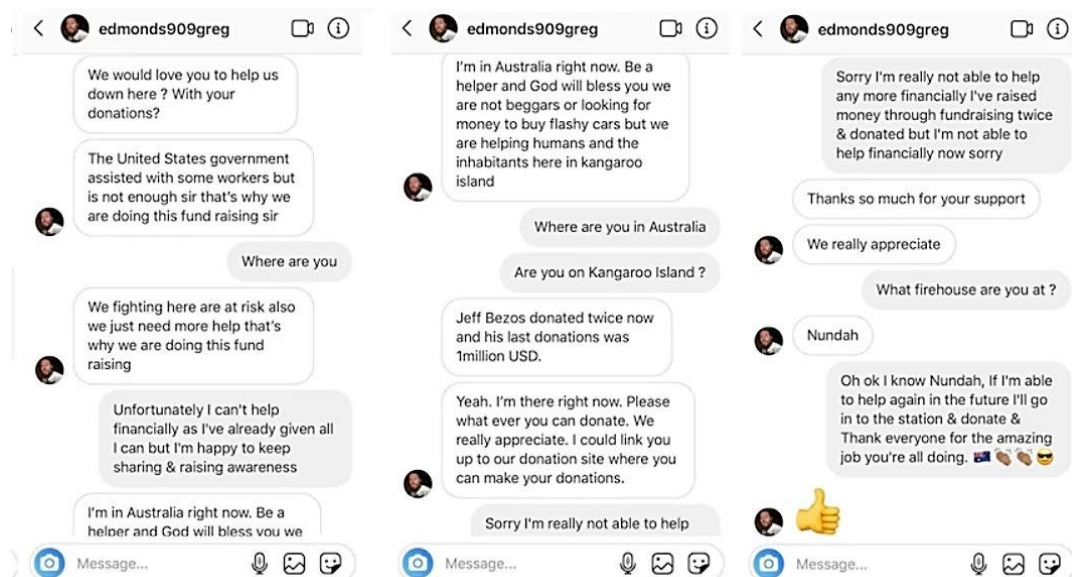 edmonds909greg
We would love you to help us
down here ? With your
donations?
The United States government
assisted with some workers but
is not enough sir that's why we
are doing this fund raising sir
Where are you
We fighting here are at risk also
we just need more help that's
why we are doing this fund
raising
Unfortunately I can't help
financially as I've already given all
I can but I'm happy to keep
sharing & raising awareness
I'm in Australia right now. Be a
helper and God will bless you we
Message...
edmonds909greg
I'm in Australia right now. Be a
helper and God will bless you we
are not beggars or looking for
money to buy flashy cars but we
are helping humans and the
inhabitants here in kangaroo
island
Where are you in Australia
Are you on Kangaroo Island ?
Jeff Bezos donated twice now
and his last donations was
1million USD.
Yeah. I'm there right now. Please
what ever you can donate. We
really appreciate. I could link you
up to our donation site where you
can make your donations.
Sorry I'm really not able to help
Message...
edmonds909greg
Sorry I'm really not able to help
any more financially I've raised
money through fundraising twice
& donated but I'm not able to
help financially now sorry
Thanks so much for your support
We really appreciate
What firehouse are you at ?
Nundah
Oh ok I know Nundah, If I'm able
to help again in the future I'll go
in to the station & donate &
Thank everyone for the amazing
job you're all doing. 🇦🇺 👏🏽 👏🏽 😎
👍
Message...